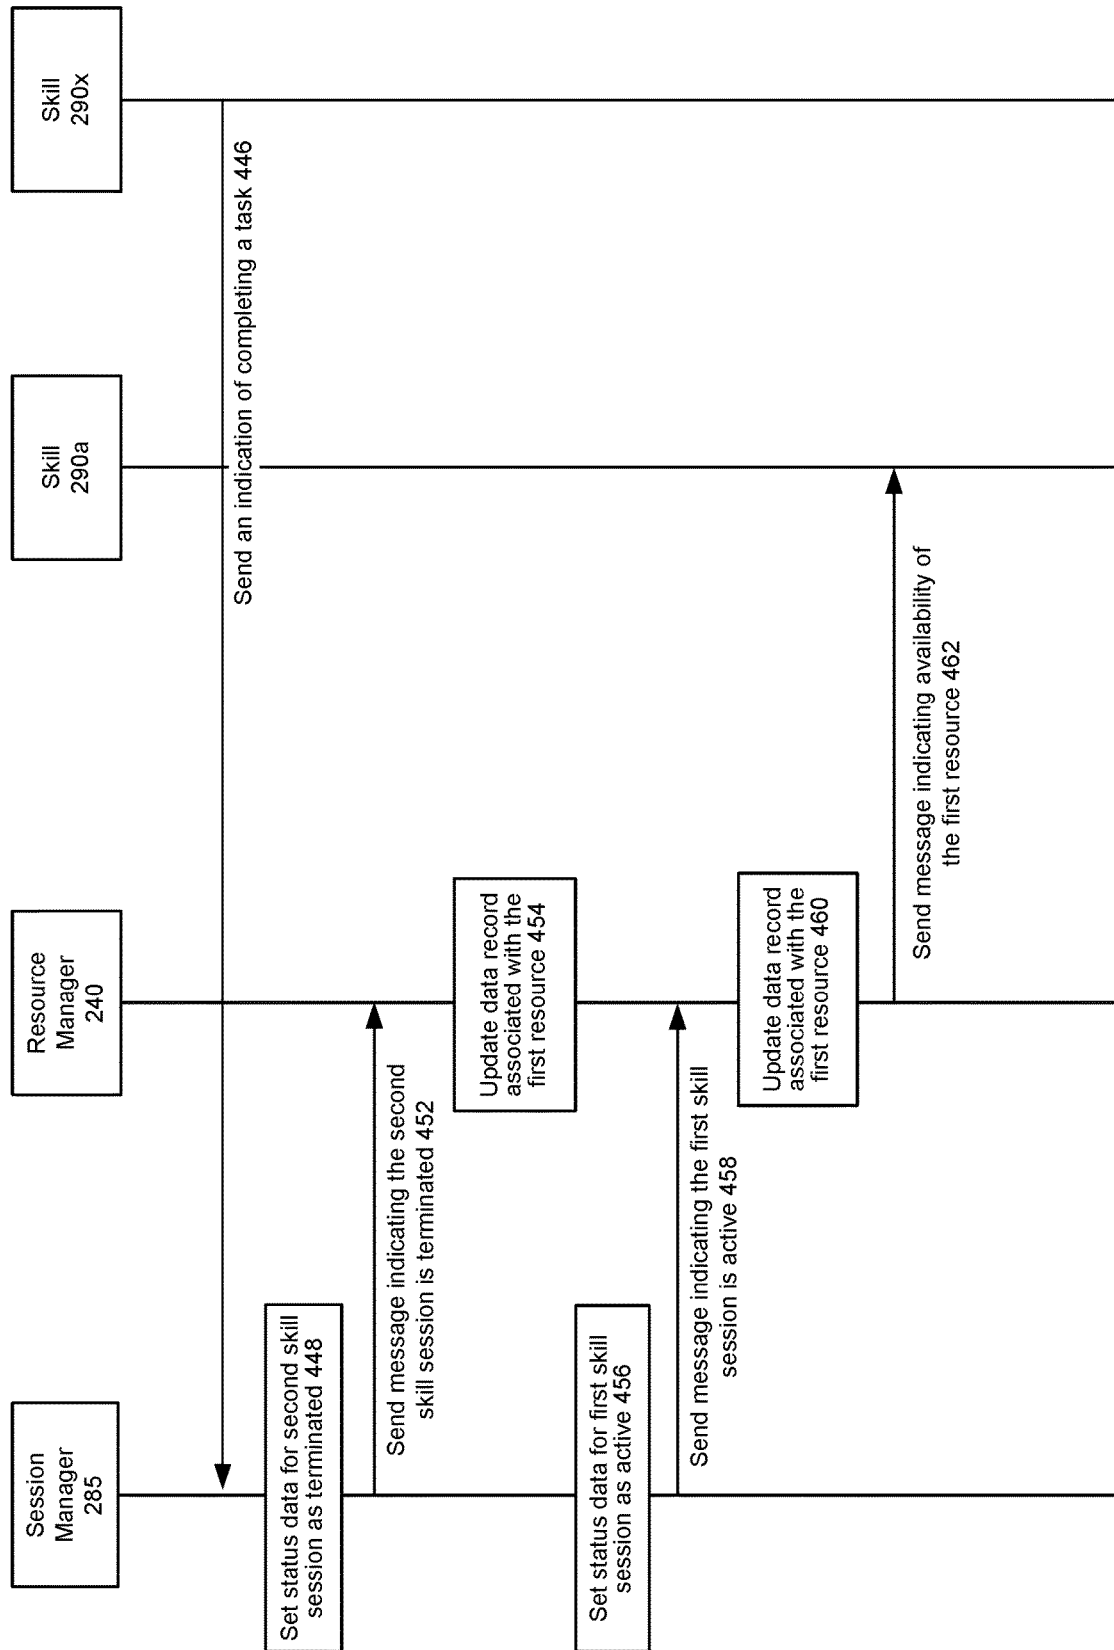 Session
Manager
285
Resource
Manager
240
Skill
290a
Skill
290x
Send an indication of completing a task 446
Set status data for second skill
session as terminated 448
Send message indicating the second
skill session is terminated 452
Update data record
associated with the
first resource 454
Set status data for first skill
session as active 456
Send message indicating the first skill
session is active 458
Update data record
associated with the
first resource 460
Send message indicating availability of
the first resource 462